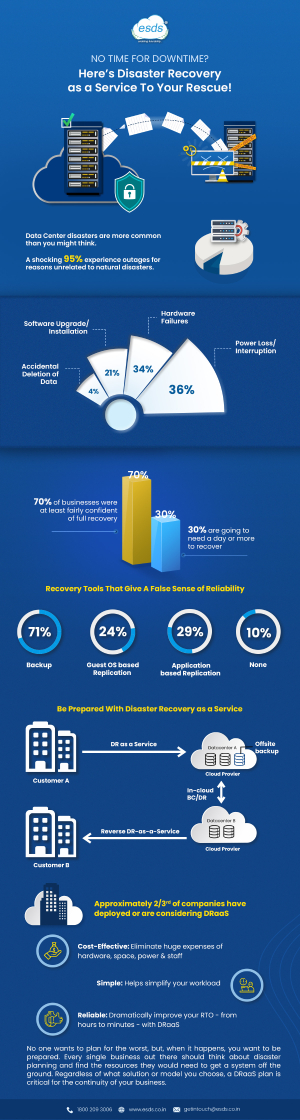 esds
NO TIME FOR DOWNTIME?
Here's Disaster Recovery
as a Service To Your Rescue!
Data Center disasters are more common
than you might think.
A shocking 95% experience outages for
reasons unrelated to natural disasters.
Hardware
Failures
Software Upgrade/
Installation
Power Loss/
Interruption
Accidental
Deletion of
Data
4%
21%
34%
36%
70%
70% of businesses were
at least fairly confident
of full recovery
30%
30% are going to
need a day or more
to recover
Recovery Tools That Give A False Sense of Reliability
71%
24%
29%
10%
Backup
Guest OS based
Replication
Application
based Replication
None
Be Prepared With Disaster Recovery as a Service
DR as a Service
Datacenter A
Offsite
backup
Customer A
Cloud Provier
In-cloud
BC/DR
Datacenter B
Reverse DR-as-a-Service
Cloud Provier
Customer B
Approximately 2/3rd of companies have
deployed or are considering DRaaS
Cost-Effective: Eliminate huge expenses of
hardware, space, power & staff
Simple: Helps simplify your workload
Reliable: Dramatically improve your RTO - from
hours to minutes - with DRaaS
No one wants to plan for the worst, but, when it happens, you want to be
prepared. Every single business out there should think about disaster
planning and find the resources they would need to get a system off the
ground. Regardless of what solution or model you choose, a DRaaS plan is
critical for the continuity of your business.
1800 209 3006
www.esds.co.in
getintouch@esds.co.in